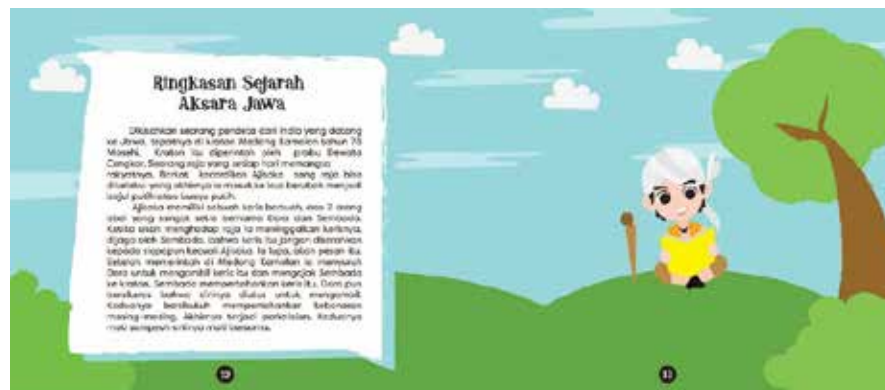 Ringkasan Sejarah
Aksara Jawa
Dikisahkan seorang pendeta dari India yang datang
ke Jawa, tepatnya di kraton Medang Kamolan tahun 78
Masehi. Kraton itu diperintah oleh prabu Dewata
Cengkar. Seorang raja yang setiap hari memangsa
rakyatnya. Berkat kecerdikan Ajisaka sang raja bisa
yang akhirnya ia masuk ke laut berubah menjadi
putih atau buaya putih.
Ajisaka memiliki sebuah keris bertuah, dan 2 orang
abdi yang sangat setia bernama Dora dan Sembada.
Ketika akan menghadap raja ia meninggalkan kerisnya,
dijaga oleh Sembada, bahwa keris itu jangan diserahkan
kepada siapapun kecuali Ajisaka. Ia lupa, akan pesan itu.
Setelah memerintah di Medang Kamolan ia menyuruh
Dora untuk mengambil keris itu dan mengajak Sembada
ke kraton. Sembada mempertahankan keris itu. Dora pun
bersikeras bahwa dirinya diutus untuk mengambil.
Keduanya bersikukuh mempertahankan kebenaran
masing-masing. Akhirnya terjadi perkelahian. Keduanya
mati sampyuh artinya mati bersama.